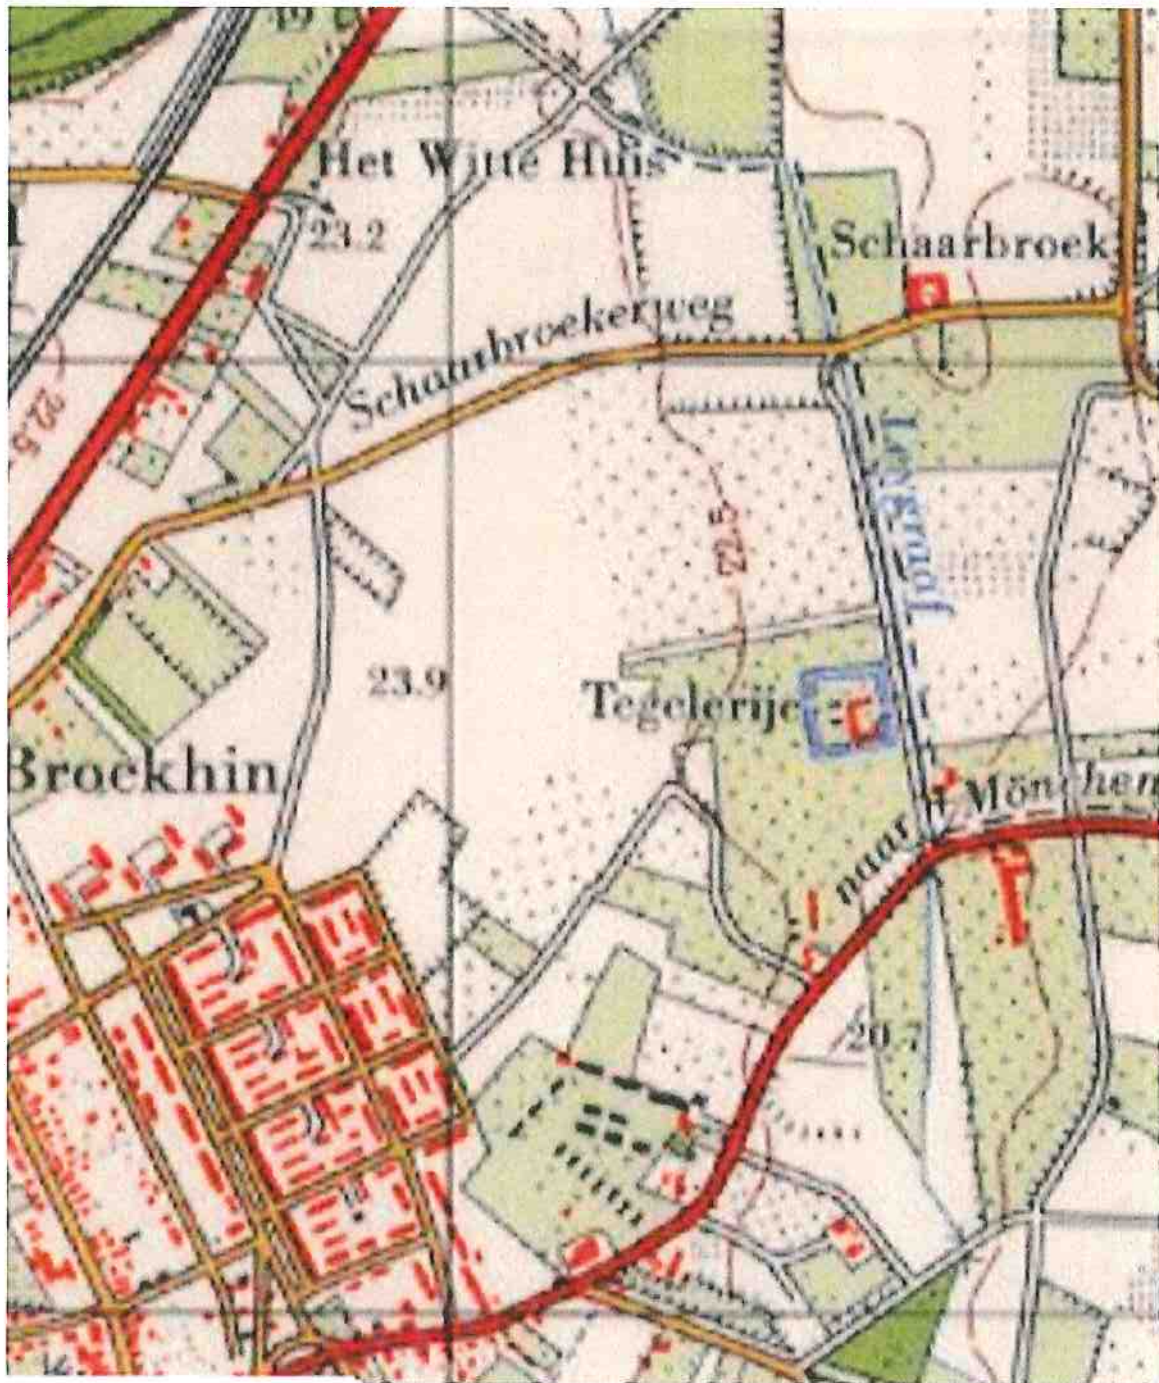 Het Witte Huis
23.2
Schaarbroek
Schaarbroekerweg
22.5
22.5
23.9
Tegelerije
Broekhin
naar Mönchen
20.7